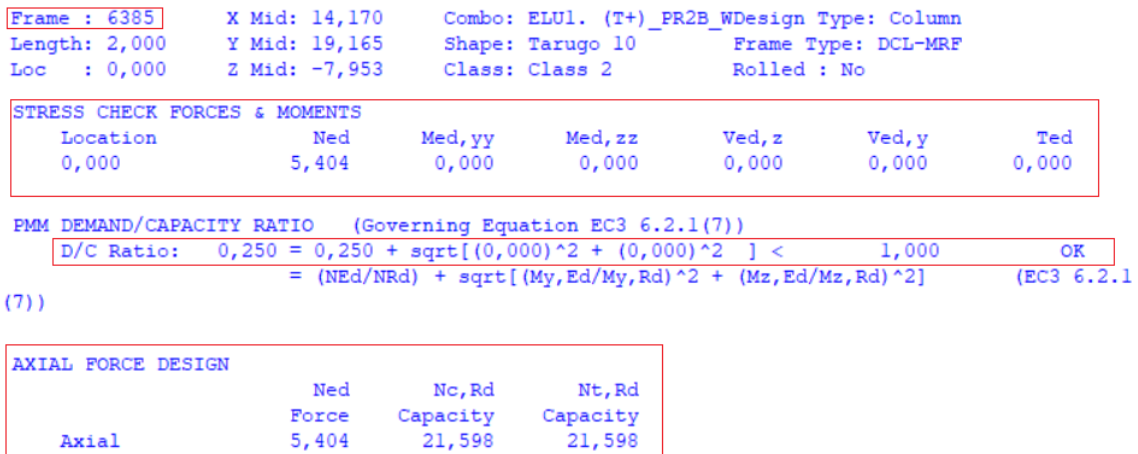 Frame : 6385 X Mid: 14,170 Combo: ELU1. (T+)_PR2B_WDesign Type: Column
Length: 2,000 Y Mid: 19,165 Shape: Tarugo 10 Frame Type: DCL-MRF
Loc : 0,000 Z Mid: -7,953 Class: Class 2 Rolled : No
STRESS CHECK FORCES & MOMENTS
Location Ned Med,yy Med,zz Ved,z Ved,y Ted
0,000 5,404 0,000 0,000 0,000 0,000 0,000
PMM DEMAND/CAPACITY RATIO (Governing Equation EC3 6.2.1(7))
D/C Ratio: 0,250 = 0,250 + sqrt[(0,000)^2 + (0,000)^2 ] < 1,000 OK
= (NEd/NRd) + sqrt[(My,Ed/My,Rd)^2 + (Mz,Ed/Mz,Rd)^2] (EC3 6.2.1
(7))
AXIAL FORCE DESIGN
Ned Nc,Rd Nt,Rd
Force Capacity Capacity
Axial 5,404 21,598 21,598